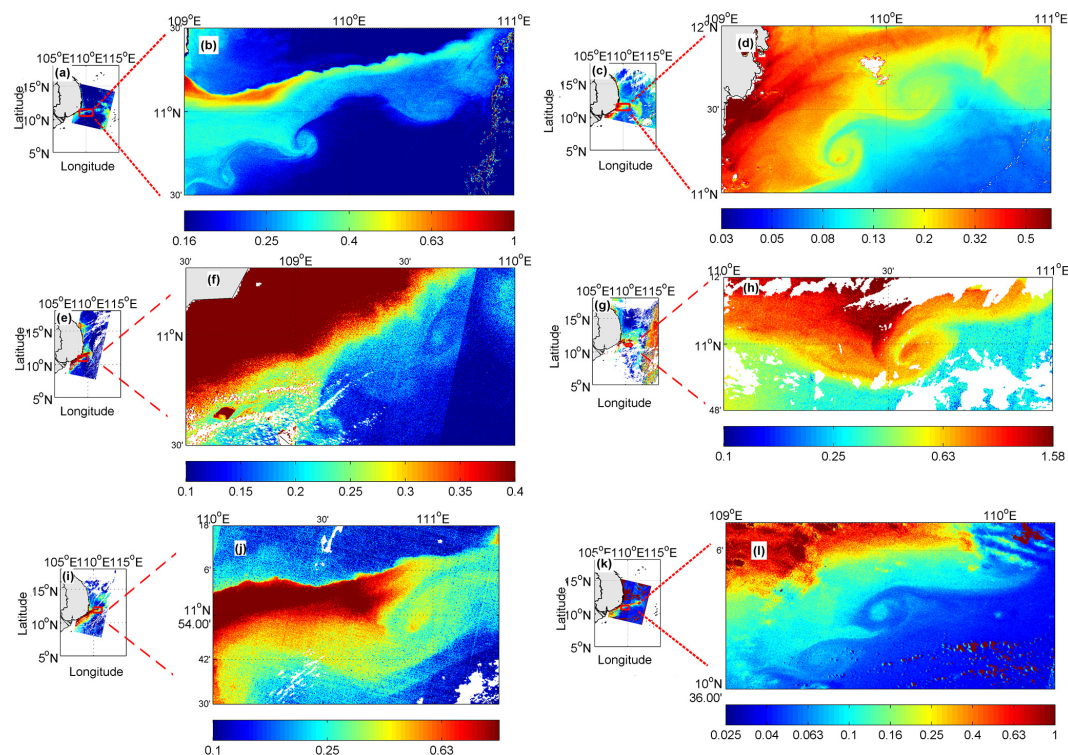 109°E 110°E 111°E
30'
105°E110°E115°E
(a)
(b)
15°N
10°N
5°N
Latitude
Longitude
11°N
30'
0.16 0.25 0.4 0.63 1
109°E 110°E 111°E
12°N
105°E110°E115°E
(c)
(d)
15°N
10°N
5°N
Latitude
Longitude
30'
11°N
0.03 0.05 0.08 0.13 0.2 0.32 0.5
30' 109°E 30' 110°E
105°E110°E115°E
(e)
(f)
15°N
10°N
5°N
Latitude
Longitude
11°N
30'
0.1 0.15 0.2 0.25 0.3 0.35 0.4
110°E 30' 111°E
12'
105°E110°E115°E
(g)
(h)
15°N
10°N
5°N
Latitude
Longitude
11°N
48'
0.1 0.25 0.63 1.58
110°E 30' 111°E
18'
105°E110°E115°E
(i)
(j)
15°N
10°N
5°N
Latitude
Longitude
6'
11°N
54.00'
42'
30'
0.1 0.25 0.63
109°E 110°E
6'
105°E110°E115°E
(k)
(l)
15°N
10°N
5°N
Latitude
Longitude
10°N
36.00'
0.025 0.04 0.063 0.1 0.16 0.25 0.4 0.63 1